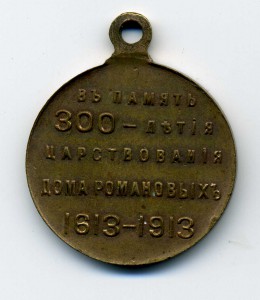 ВЪ ПАМЯТЬ
300-ЛѢТІЯ
ЦАРСТВОВАНІЯ
ДОМА РОМАНОВЫХЪ
1613-1913